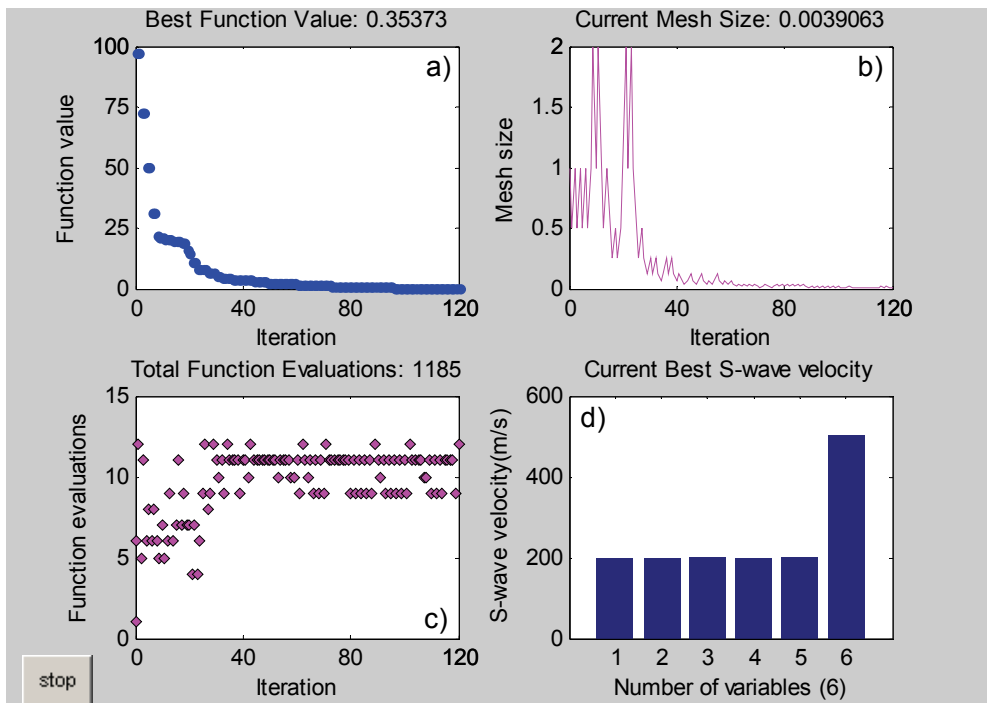 Best Function Value: 0.35373
a)
100
75
50
25
0
Function value
0 40 80 120
Iteration
Current Mesh Size: 0.0039063
b)
2
1.5
1
0.5
0
Mesh size
0 40 80 120
Iteration
Total Function Evaluations: 1185
15
10
5
0
Function evaluations
c)
0 40 80 120
Iteration
Current Best S-wave velocity
d)
600
400
200
0
S-wave velocity(m/s)
1 2 3 4 5 6
Number of variables (6)
stop